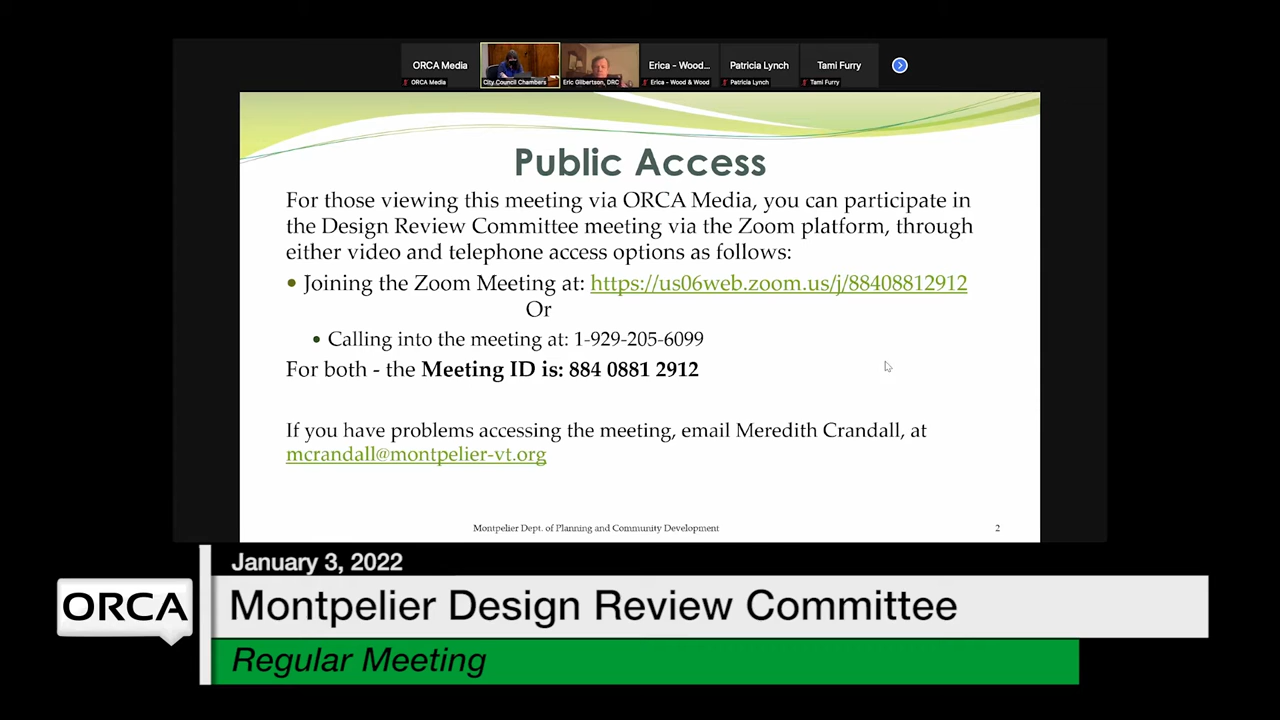 ORCA Media
Erica - Wood...
Patricia Lynch
Tami Furry
ORCA Media
City Council Chambers
Eric Gilbertson, DRC
Erica - Wood & Wood
Patricia Lynch
Tami Furry
Public Access
For those viewing this meeting via ORCA Media, you can participate in
the Design Review Committee meeting via the Zoom platform, through
either video and telephone access options as follows:
• Joining the Zoom Meeting at: https://us06web.zoom.us/j/88408812912
Or
• Calling into the meeting at: 1-929-205-6099
For both - the Meeting ID is: 884 0881 2912
If you have problems accessing the meeting, email Meredith Crandall, at
mcrandall@montpelier-vt.org
Montpelier Dept. of Planning and Community Development
2
January 3, 2022
ORCA
Montpelier Design Review Committee
Regular Meeting